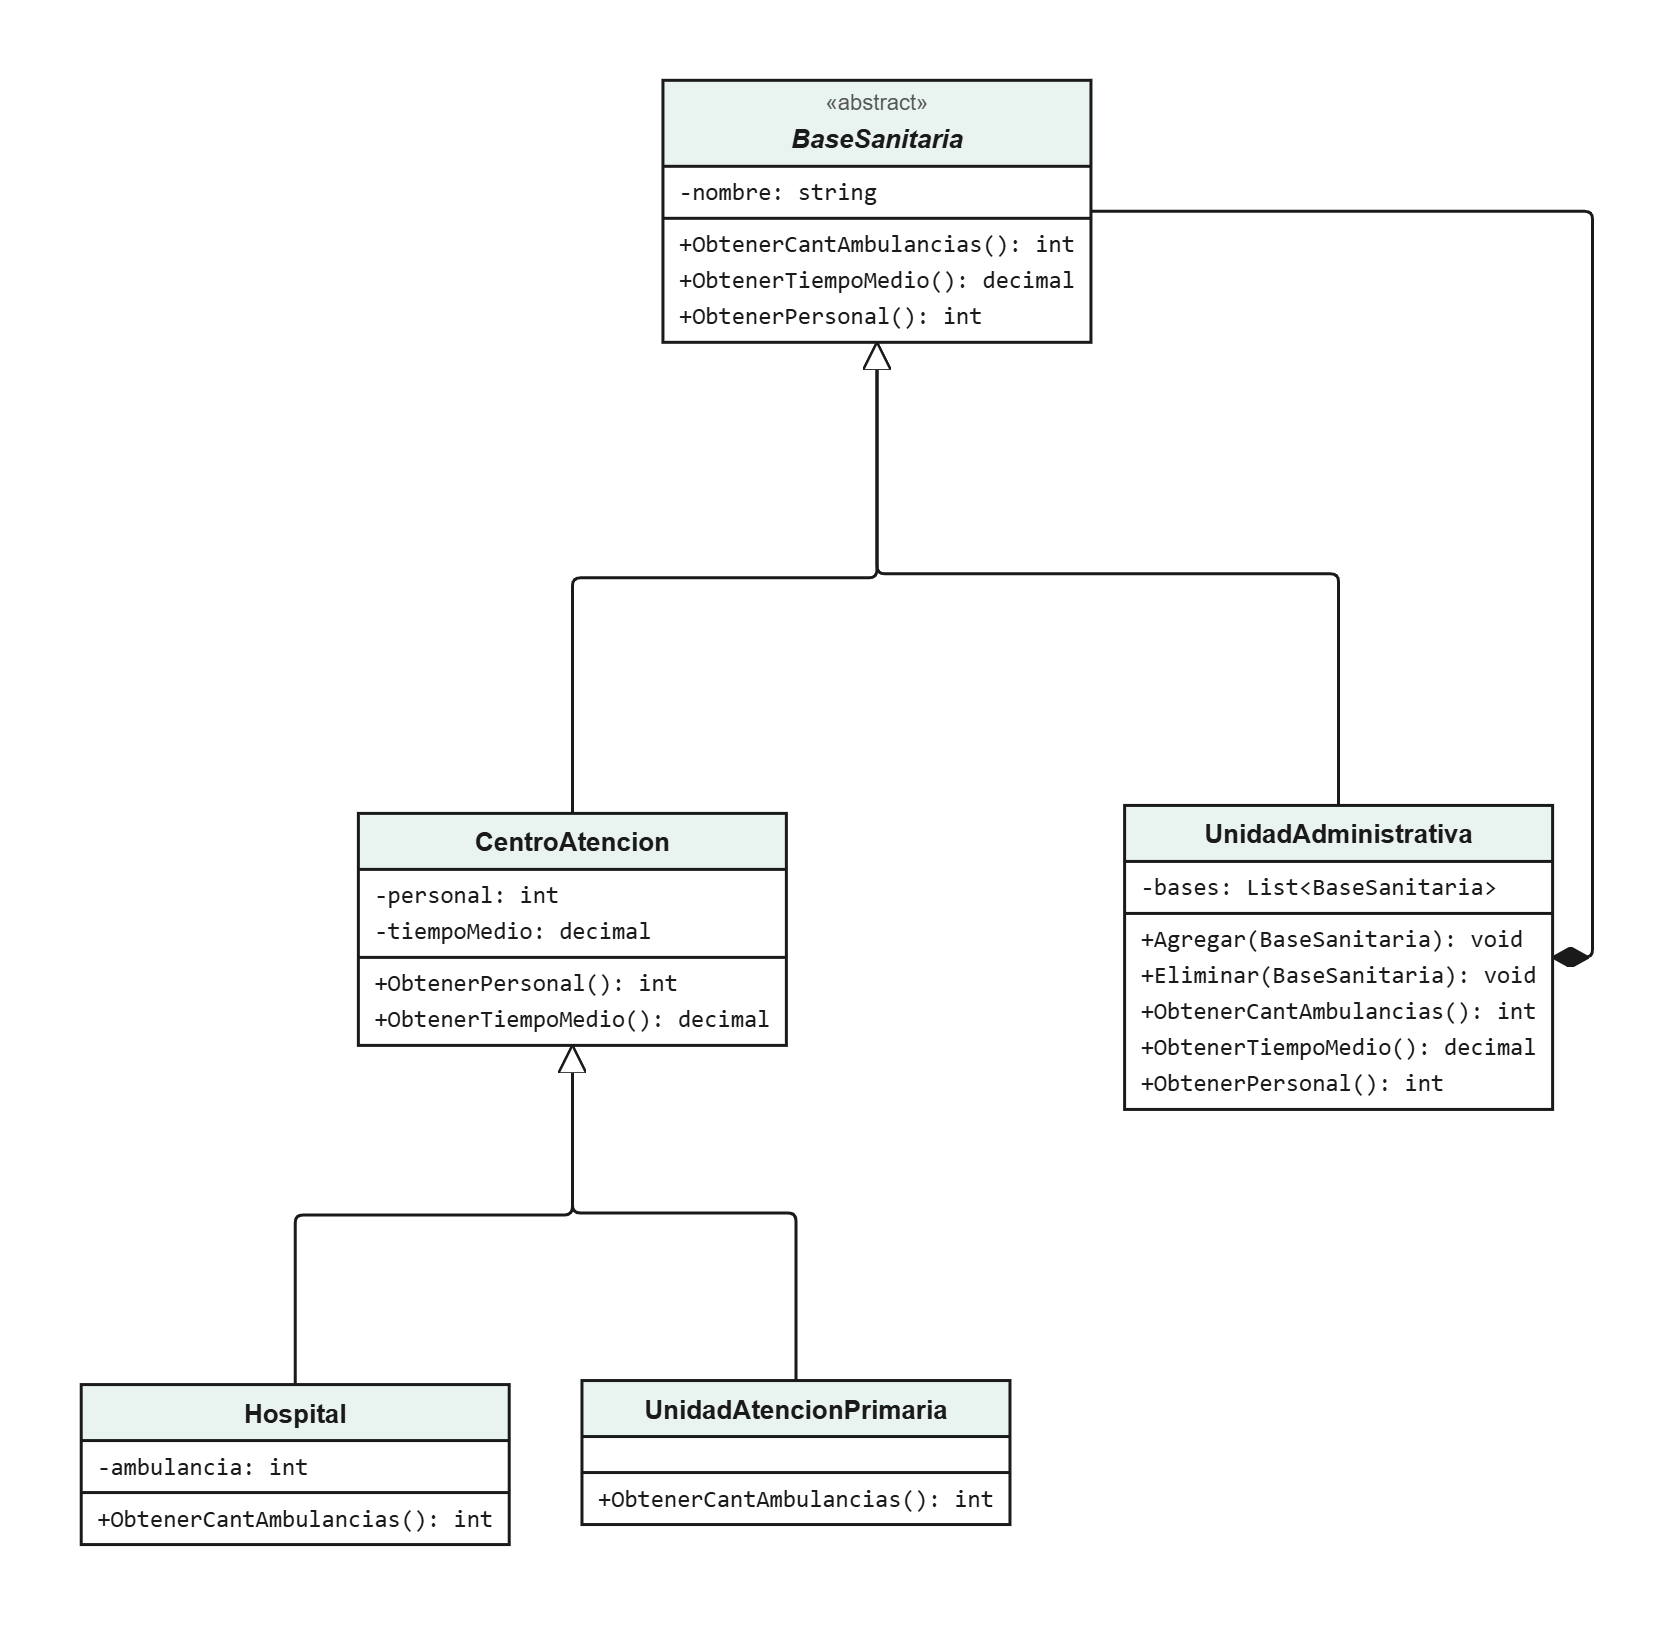 «abstract»
BaseSanitaria
-nombre: string
+ObtenerCantAmbulancias(): int
+ObtenerTiempoMedio(): decimal
+ObtenerPersonal(): int
CentroAtencion
-personal: int
-tiempoMedio: decimal
+ObtenerPersonal(): int
+ObtenerTiempoMedio(): decimal
UnidadAdministrativa
-bases: List<BaseSanitaria>
+Agregar(BaseSanitaria): void
+Eliminar(BaseSanitaria): void
+ObtenerCantAmbulancias(): int
+ObtenerTiempoMedio(): decimal
+ObtenerPersonal(): int
Hospital
-ambulancia: int
+ObtenerCantAmbulancias(): int
UnidadAtencionPrimaria
+ObtenerCantAmbulancias(): int